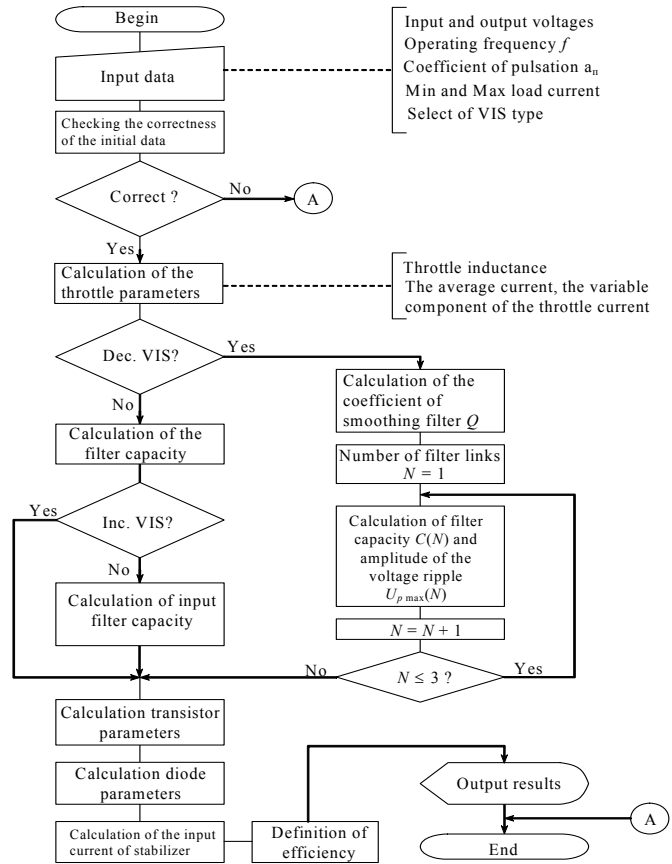 Begin
Input data
Input and output voltages
Operating frequency f
Coefficient of pulsation aₙ
Min and Max load current
Select of VIS type
Checking the correctness
of the initial data
Correct ?
No
A
Yes
Calculation of the
throttle parameters
Throttle inductance
The average current, the variable
component of the throttle current
Dec. VIS?
Yes
No
Calculation of the
coefficient of
smoothing filter Q
Calculation of the
filter capacity
Number of filter links
N = 1
Yes
Inc. VIS?
No
Calculation of filter
capacity C(N) and
amplitude of the
voltage ripple
Uₚ ₘₐₓ(N)
Calculation of input
filter capacity
N = N + 1
No
N ≤ 3 ?
Yes
Calculation transistor
parameters
Calculation diode
parameters
Output results
Calculation of the input
current of stabilizer
Definition of
efficiency
A
End